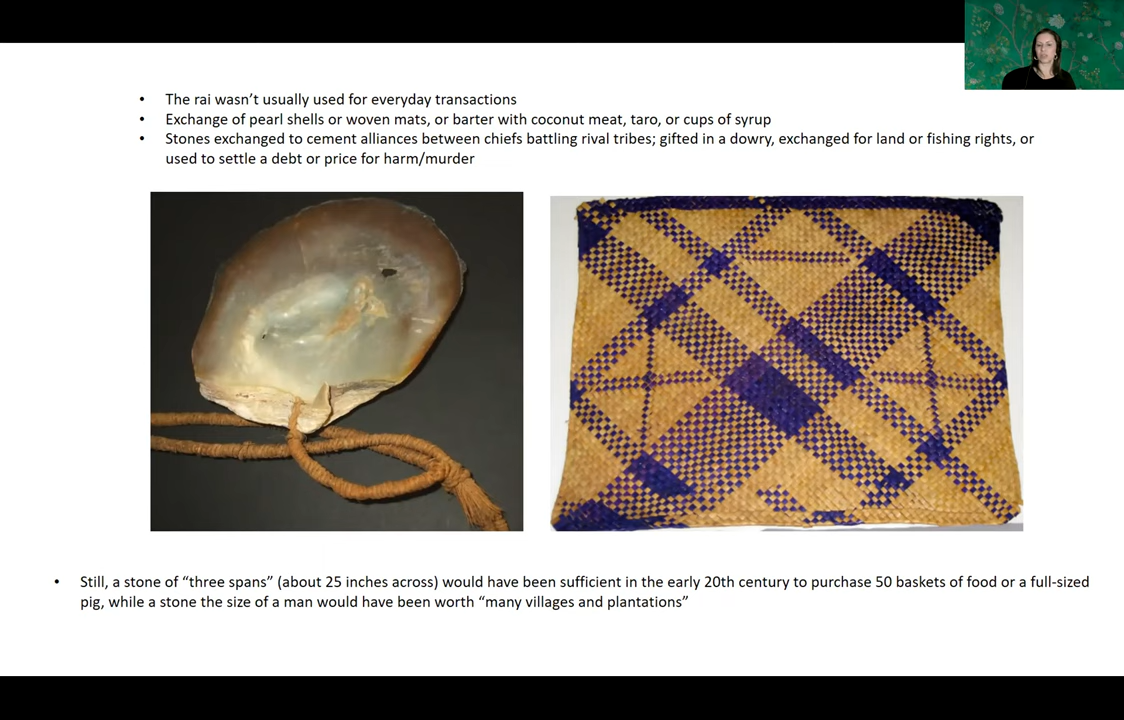 • The rai wasn’t usually used for everyday transactions
• Exchange of pearl shells or woven mats, or barter with coconut meat, taro, or cups of syrup
• Stones exchanged to cement alliances between chiefs battling rival tribes; gifted in a dowry, exchanged for land or fishing rights, or
used to settle a debt or price for harm/murder
• Still, a stone of “three spans” (about 25 inches across) would have been sufficient in the early 20th century to purchase 50 baskets of food or a full-sized
pig, while a stone the size of a man would have been worth “many villages and plantations”